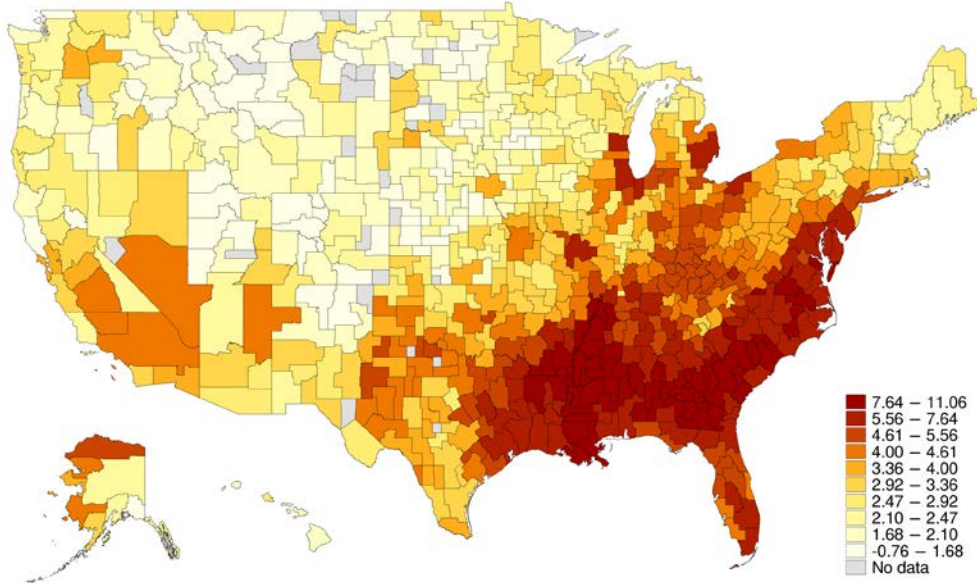 7.64 – 11.06
5.56 – 7.64
4.61 – 5.56
4.00 – 4.61
3.36 – 4.00
2.92 – 3.36
2.47 – 2.92
2.10 – 2.47
1.68 – 2.10
-0.76 – 1.68
No data